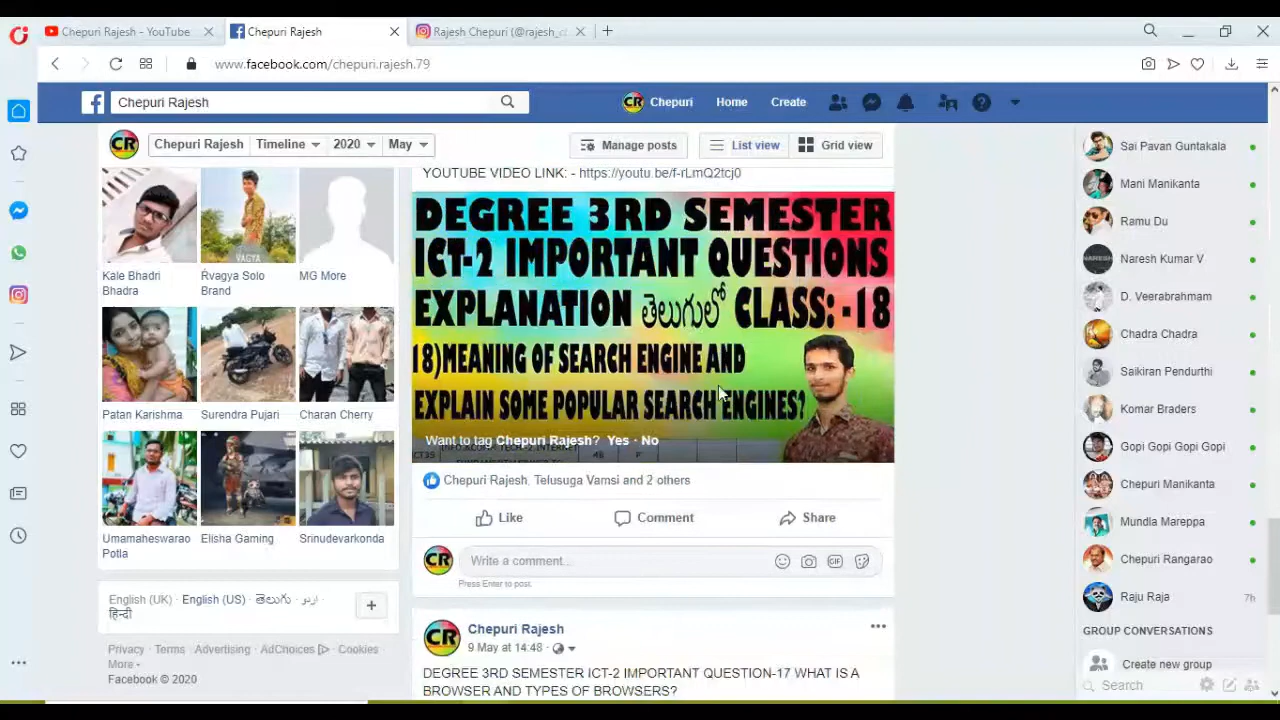 Chepuri Rajesh - YouTube
Chepuri Rajesh
Rajesh Chepuri (@rajesh_c
www.facebook.com/chepuri.rajesh.79
Chepuri Rajesh
Chepuri
Home
Create
CR
Chepuri Rajesh
Timeline
2020
May
Manage posts
List view
Grid view
YOUTUBE VIDEO LINK: - https://youtu.be/f-rLmQ2tcj0
DEGREE 3RD SEMESTER
ICT-2 IMPORTANT QUESTIONS
EXPLANATION తెలుగులో CLASS: -18
18)MEANING OF SEARCH ENGINE AND
EXPLAIN SOME POPULAR SEARCH ENGINES?
Want to tag Chepuri Rajesh? Yes · No
Chepuri Rajesh, Telusuga Vamsi and 2 others
Like
Comment
Share
CR
Write a comment...
GIF
Press Enter to post.
CR
Chepuri Rajesh
9 May at 14:48 ·
DEGREE 3RD SEMESTER ICT-2 IMPORTANT QUESTION-17 WHAT IS A
BROWSER AND TYPES OF BROWSERS?
VAGYA
Kale Bhadri
Bhadra
Rvagya Solo
Brand
MG More
Patan Karishma
Surendra Pujari
Charan Cherry
Umamaheswarao
Potla
Elisha Gaming
Srinudevarkonda
English (UK) · English (US) · తెలుగు · اردو ·
हिन्दी
Privacy · Terms · Advertising · AdChoices · Cookies ·
More
Facebook © 2020
Sai Pavan Guntakala
Mani Manikanta
Ramu Du
NARESH
Naresh Kumar V
D. Veerabrahmam
Chadra Chadra
Saikiran Pendurthi
Komar Braders
Gopi Gopi Gopi Gopi
Chepuri Manikanta
Mundla Mareppa
Chepuri Rangarao
Raju Raja
7h
GROUP CONVERSATIONS
Create new group
Search